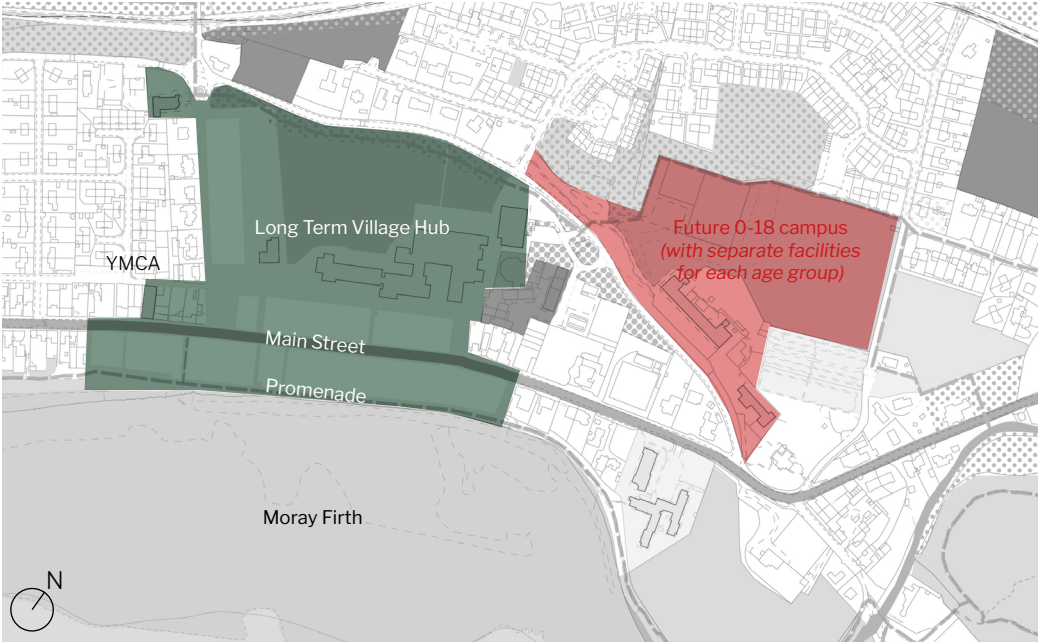 Long Term Village Hub
Future 0-18 campus
(with separate facilities
for each age group)
YMCA
Main Street
Promenade
Moray Firth
N